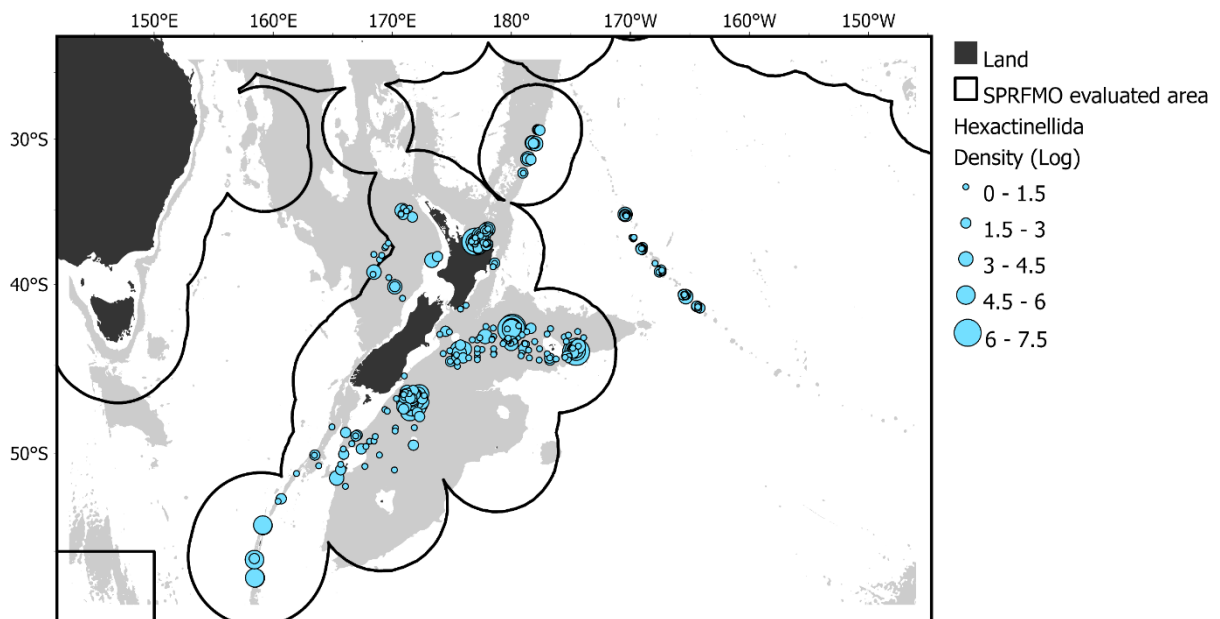 150°E 160°E 170°E 180° 170°W 160°W 150°W
30°S
40°S
50°S
Land
SPRFMO evaluated area
Hexactinellida
Density (Log)
0 - 1.5
1.5 - 3
3 - 4.5
4.5 - 6
6 - 7.5